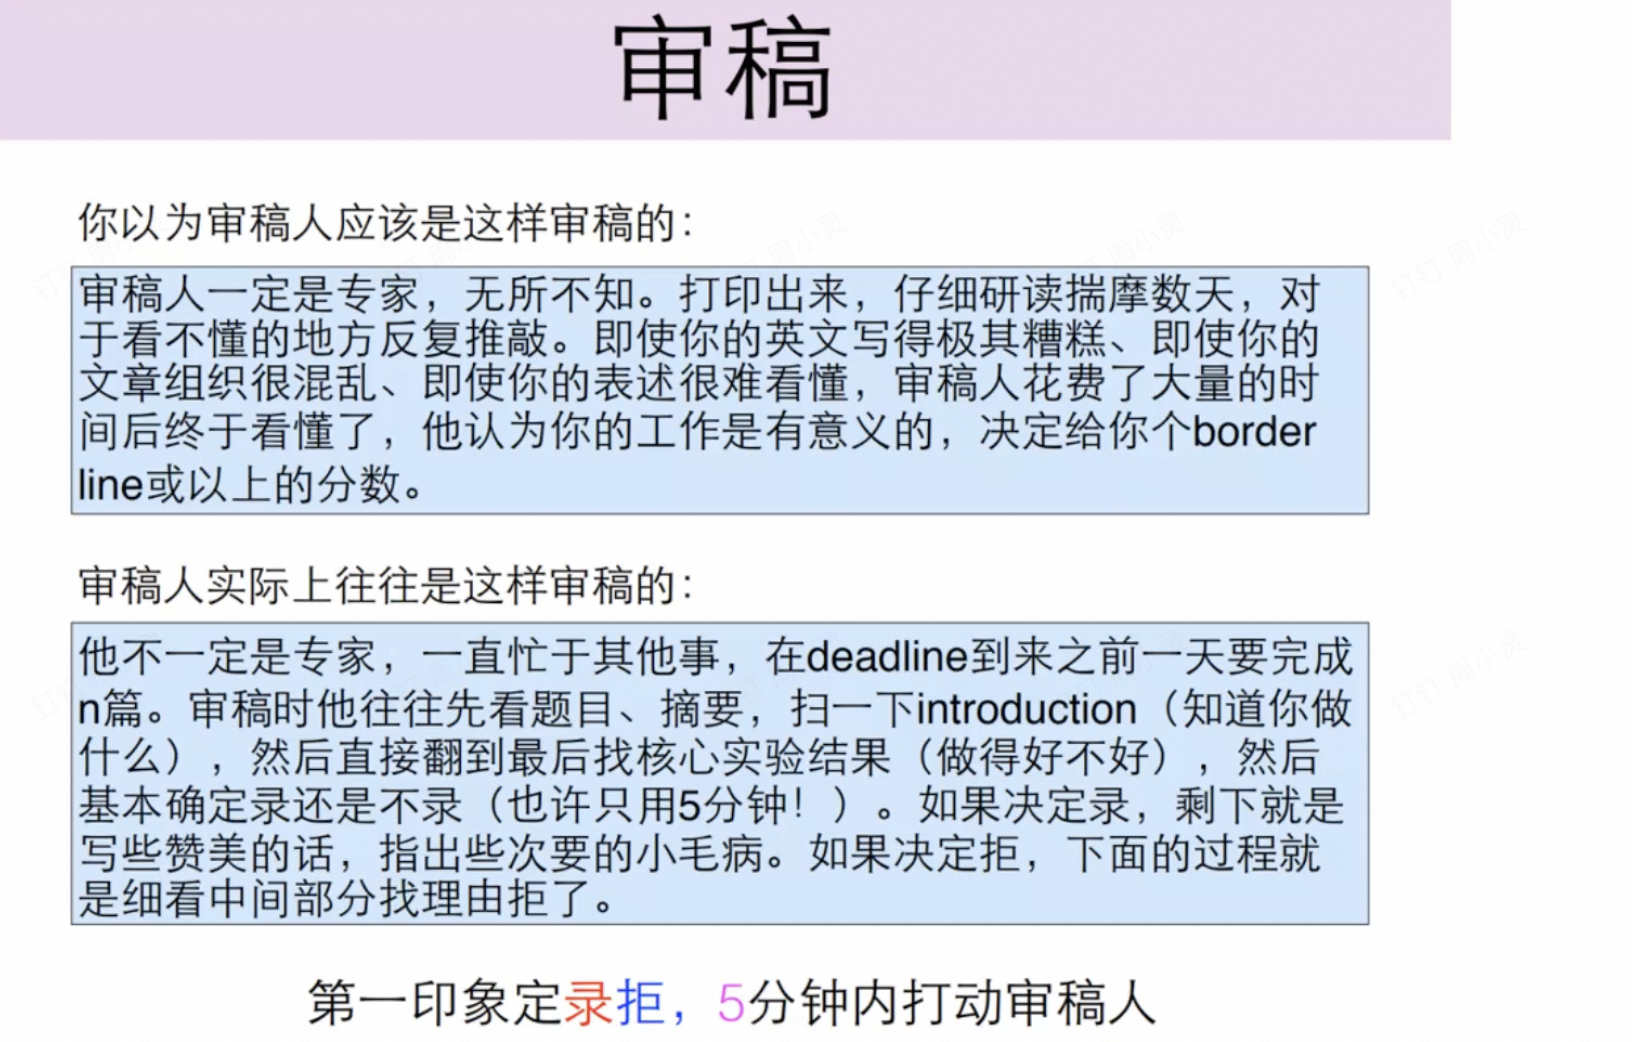 审稿
你以为审稿人应该是这样审稿的：
审稿人一定是专家，无所不知。打印出来，仔细研读揣摩数天，对
于看不懂的地方反复推敲。即使你的英文写得极其糟糕、即使你的
文章组织很混乱、即使你的表述很难看懂，审稿人花费了大量的时
间后终于看懂了，他认为你的工作是有意义的，决定给你个border
line或以上的分数。
审稿人实际上往往是这样审稿的：
他不一定是专家，一直忙于其他事，在deadline到来之前一天要完成
n篇。审稿时他往往先看题目、摘要，扫一下introduction（知道你做
什么），然后直接翻到最后找核心实验结果（做得好不好），然后
基本确定录还是不录（也许只用5分钟！）。如果决定录，剩下就是
写些赞美的话，指出些次要的小毛病。如果决定拒，下面的过程就
是细看中间部分找理由拒了。
第一印象定录拒，5分钟内打动审稿人
钉钉 周小灵
钉钉 周小灵